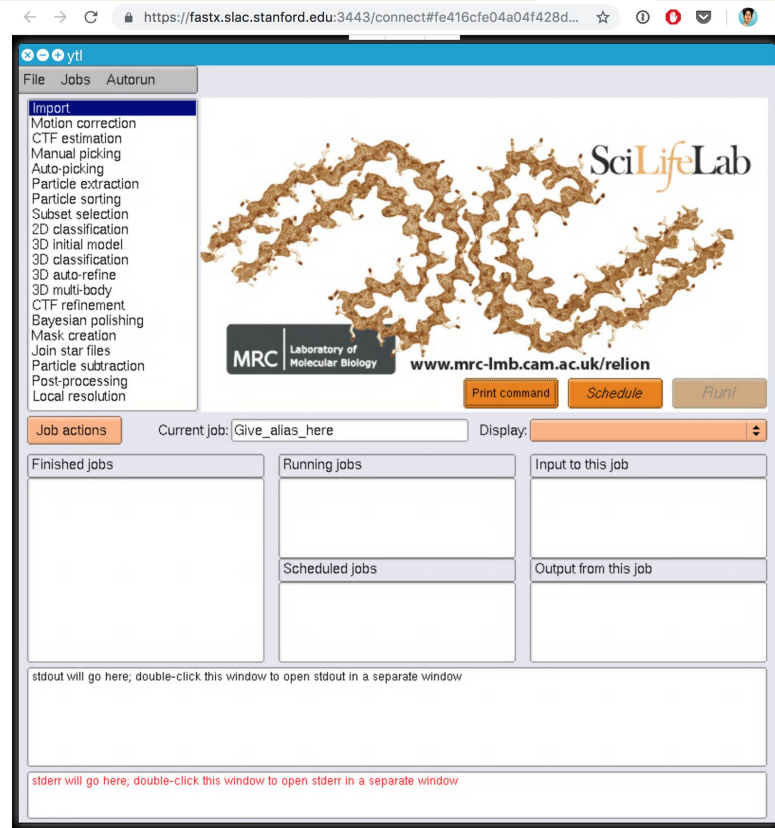 https://fastx.slac.stanford.edu:3443/connect#fe416cfe04a04f428d...
ytl
File Jobs Autorun
Import
Motion correction
CTF estimation
Manual picking
Auto-picking
Particle extraction
Particle sorting
Subset selection
2D classification
3D initial model
3D classification
3D auto-refine
3D multi-body
CTF refinement
Bayesian polishing
Mask creation
Join star files
Particle subtraction
Post-processing
Local resolution
SciLifeLab
MRC Laboratory of
Molecular Biology
www.mrc-lmb.cam.ac.uk/relion
Print command Schedule Run!
Job actions Current job: Give_alias_here Display:
Finished jobs Running jobs Input to this job
Scheduled jobs Output from this job
stdout will go here; double-click this window to open stdout in a separate window
stderr will go here; double-click this window to open stderr in a separate window